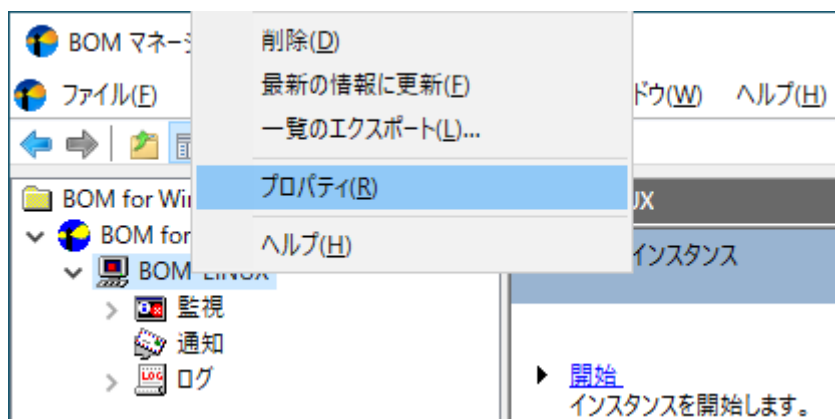 BOM マネー
ファイル(F)
ドウ(W) ヘルプ(H)
削除(D)
最新の情報に更新(F)
一覧のエクスポート(L)...
プロパティ(R)
ヘルプ(H)
BOM for Wi
BOM for
BOM-LINUX
監視
通知
ログ
UX
インスタンス
開始
インスタンスを開始します。